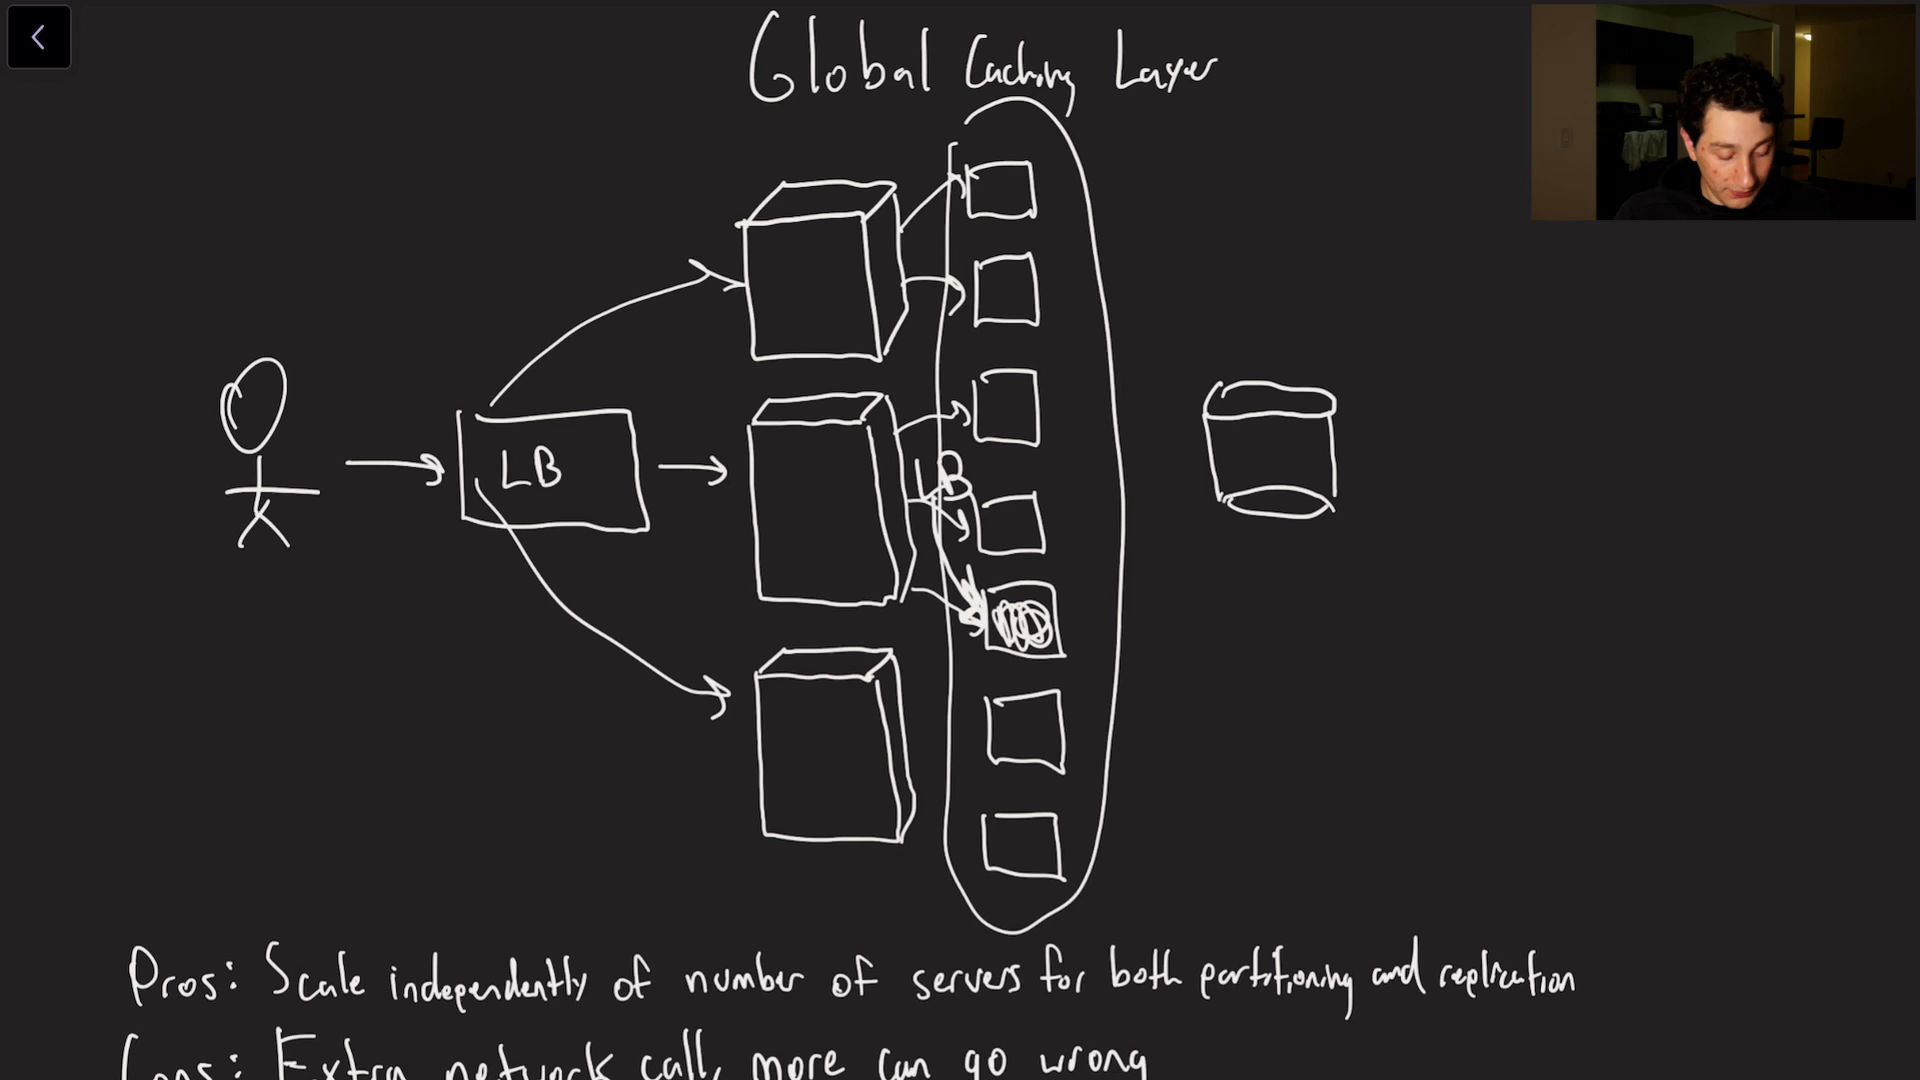 Global Caching Layer
LB
LB
Pros: Scale independently of number of servers for both partitioning and replication
Cons: Extra network call, more can go wrong